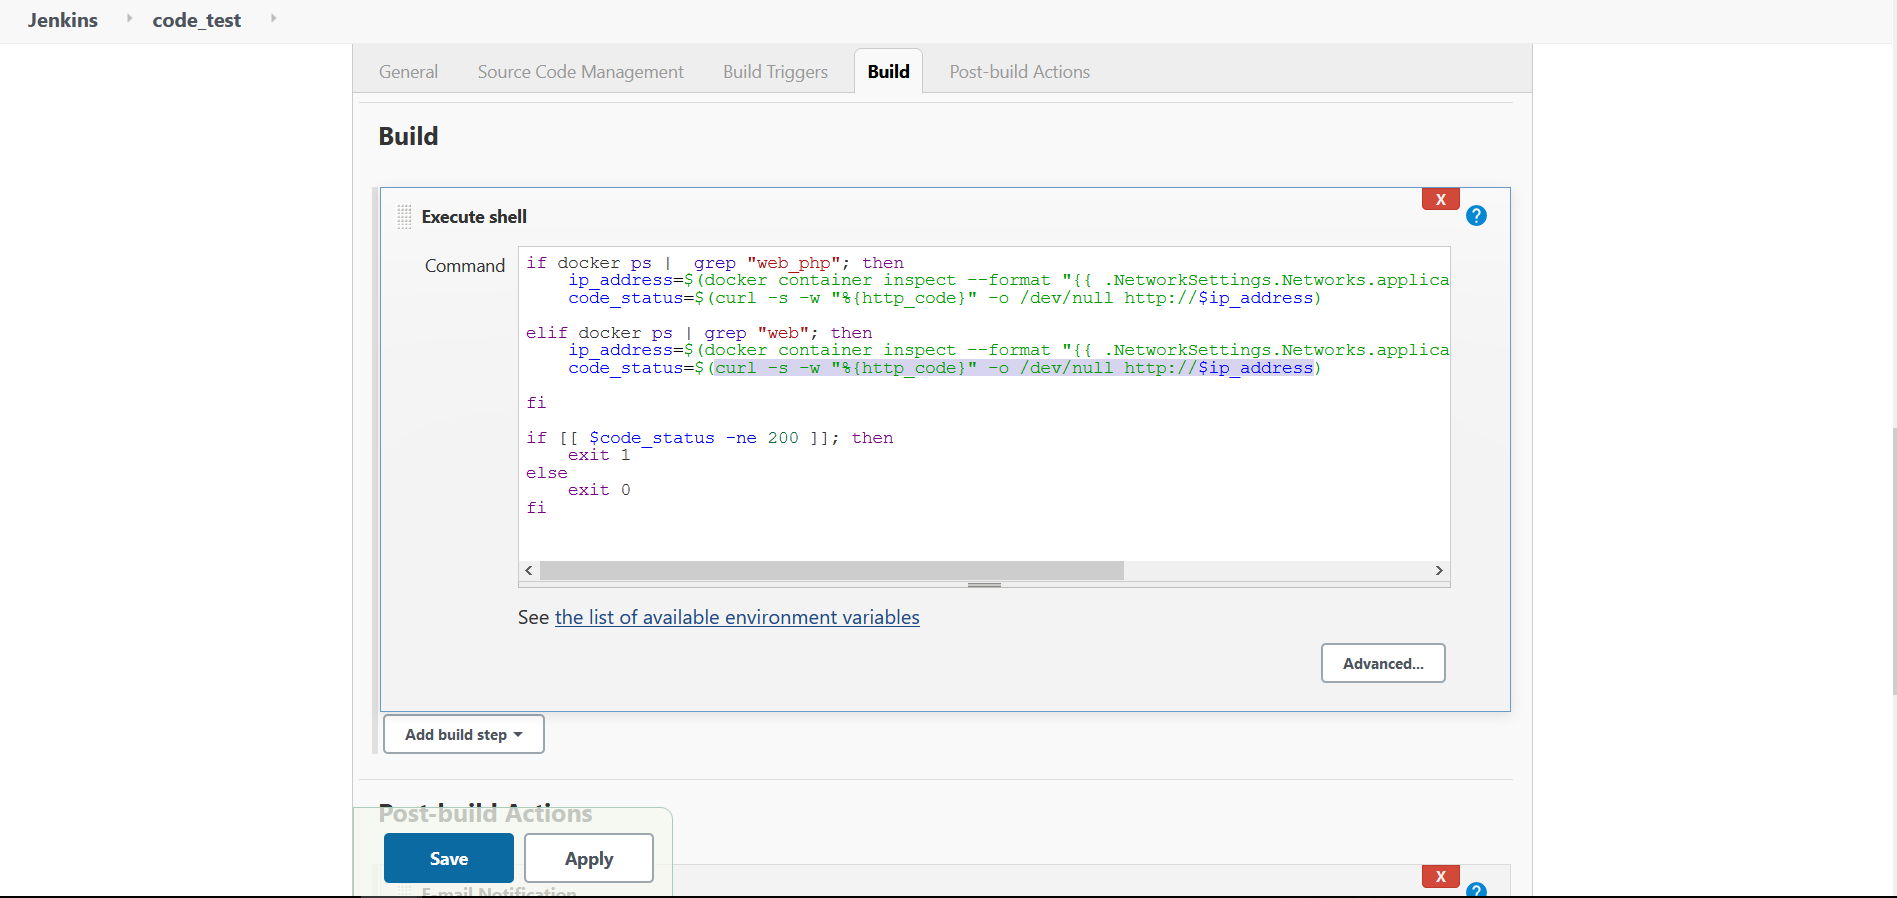 Jenkins code_test
General Source Code Management Build Triggers Build Post-build Actions
Build
X
?
Execute shell
Command
if docker ps |  grep "web_php"; then
    ip_address=$(docker container inspect --format "{{ .NetworkSettings.Networks.applica
    code_status=$(curl -s -w "%{http_code}" -o /dev/null http://$ip_address)
elif docker ps | grep "web"; then
    ip_address=$(docker container inspect --format "{{ .NetworkSettings.Networks.applica
    code_status=$(curl -s -w "%{http_code}" -o /dev/null http://$ip_address)
fi
if [[ $code_status -ne 200 ]]; then
    exit 1
else
    exit 0
fi
See the list of available environment variables
Advanced...
Add build step
Post-build Actions
Save Apply
X
?
E-mail Notification